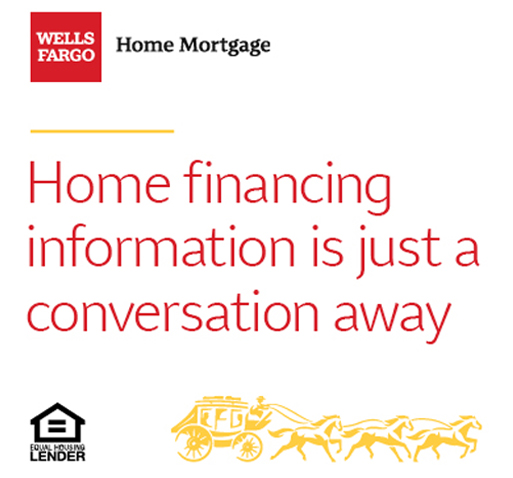 WELLS
FARGO
Home Mortgage
Home financing
information is just a
conversation away
EQUAL HOUSING
LENDER